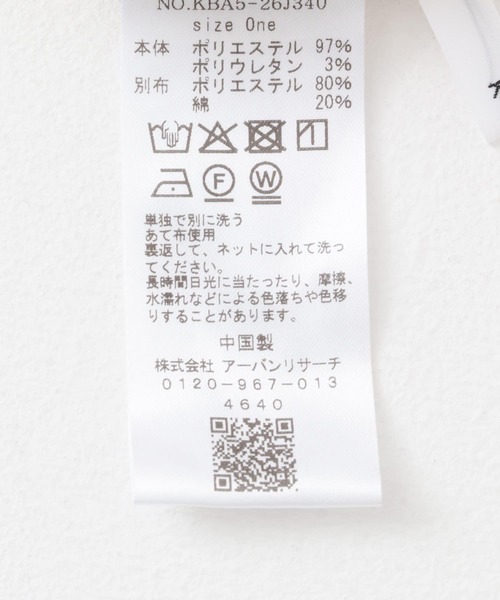 NO.KBA5-26J340
size One
本体 ポリエステル 97%
ポリウレタン 3%
別布 ポリエステル 80%
綿 20%
F W
単独で別に洗う
あて布使用
裏返して、ネットに入れて洗っ
てください。
長時間日光に当たったり、摩擦、
水濡れなどによる色落ちや色移
りすることがあります。
中国製
株式会社 アーバンリサーチ
0120-967-013
4640